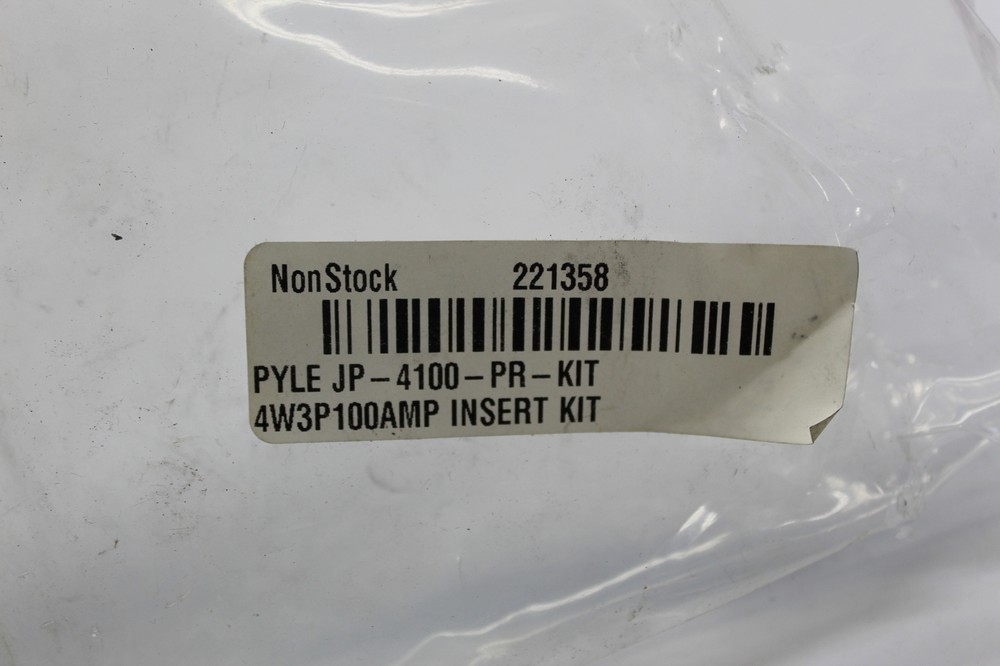 NonStock 221358
PYLE JP-4100-PR-KIT
4W3P100AMP INSERT KIT